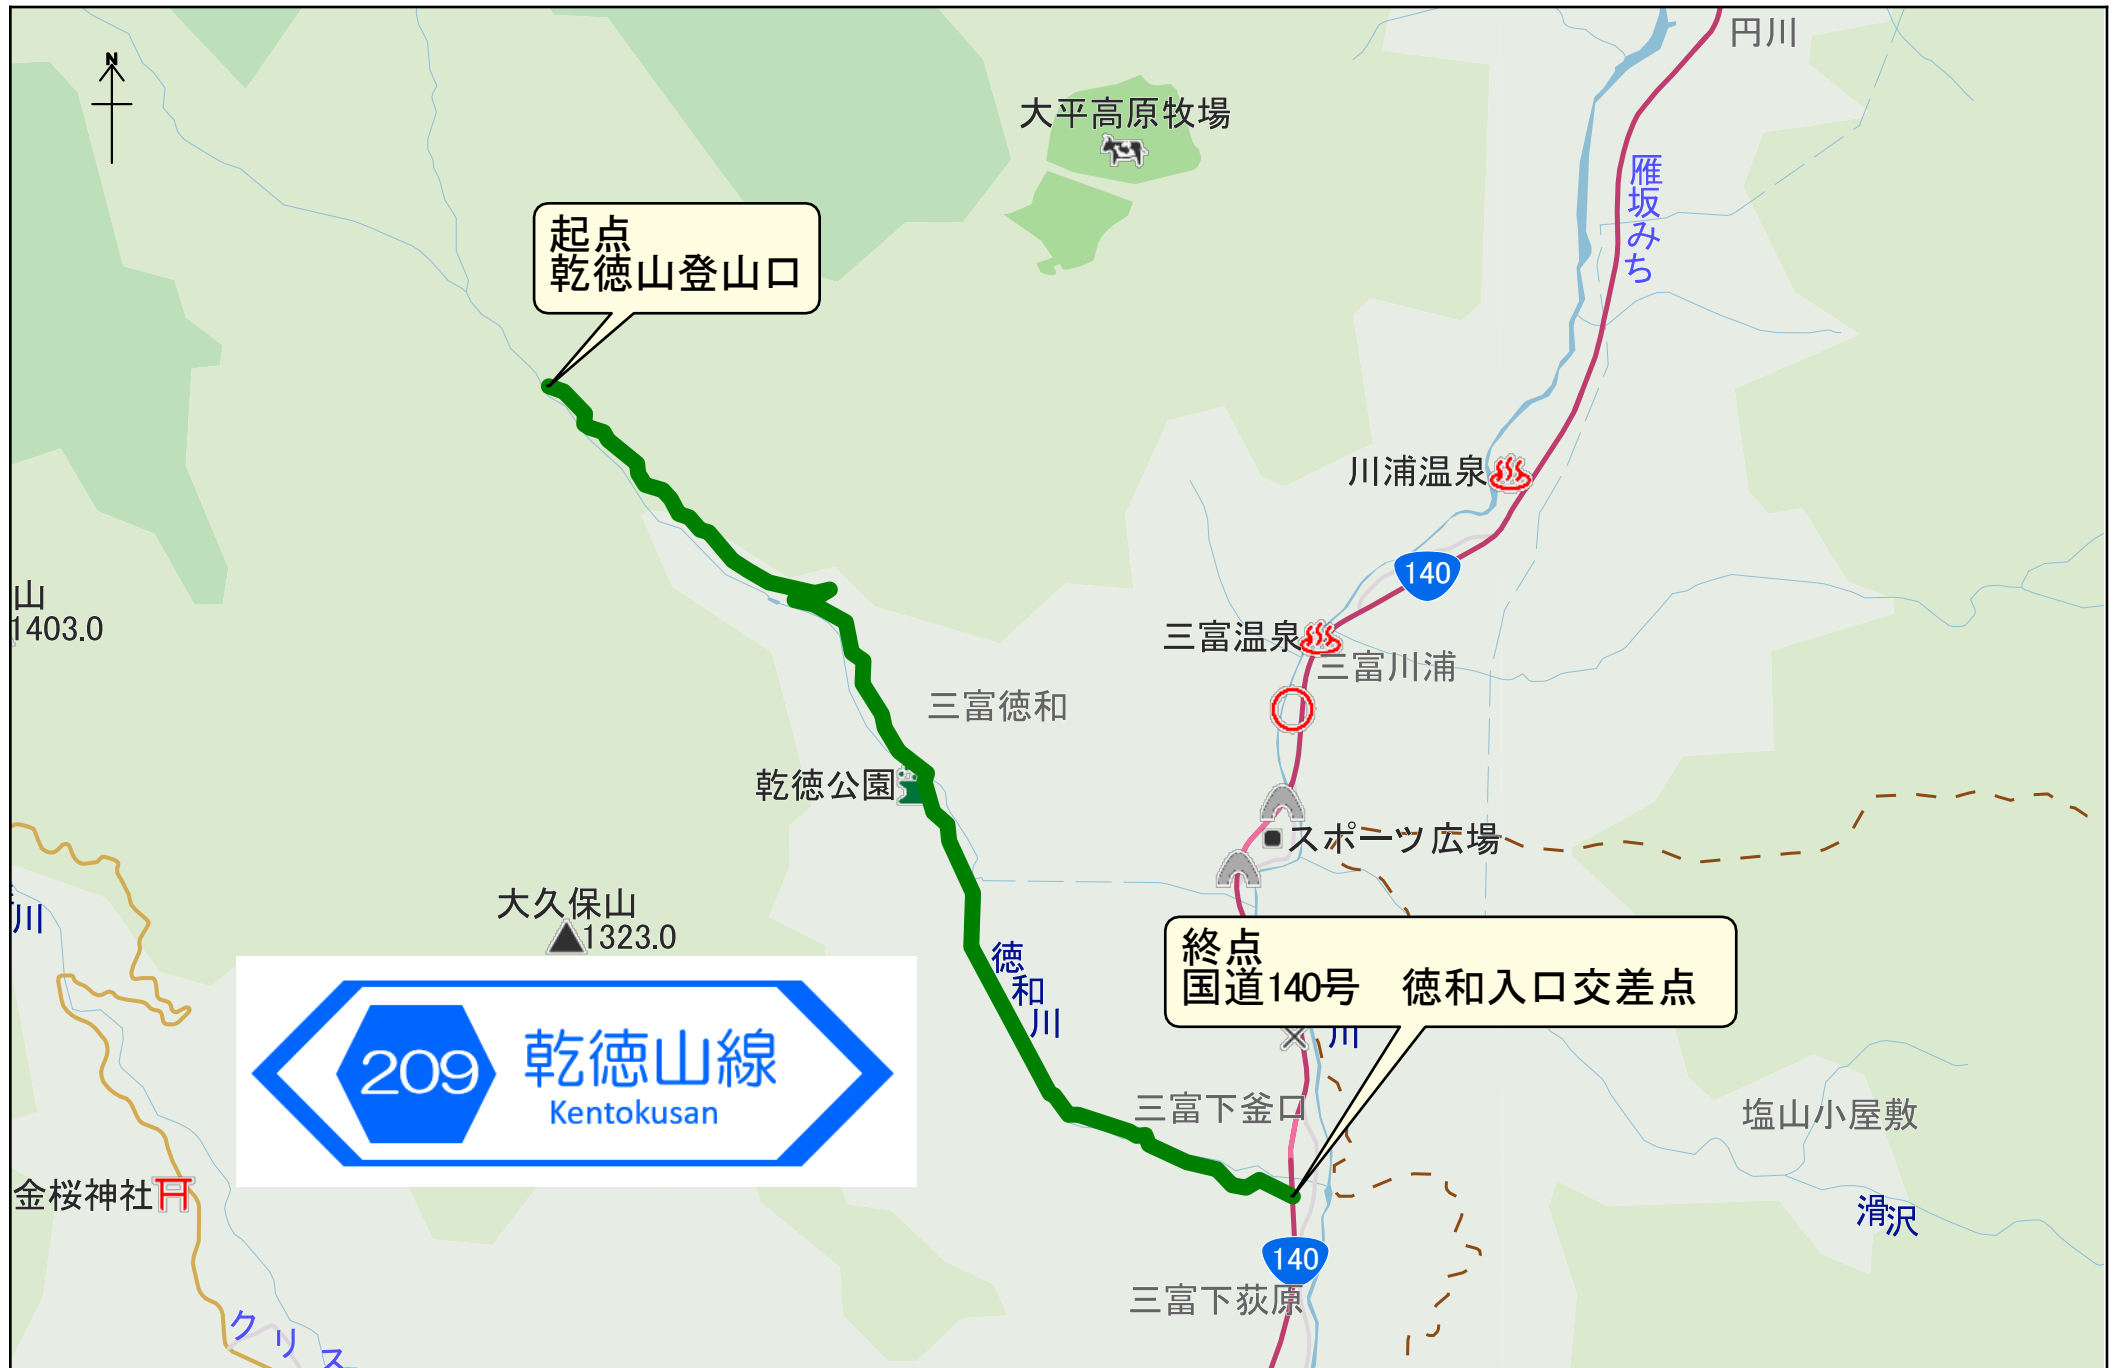 円川
N
大平高原牧場
雁坂みち
起点
乾徳山登山口
川浦温泉
140
山
1403.0
三富温泉
三富川浦
三富徳和
乾徳公園
スポーツ広場
大久保山
1323.0
川
徳和川
終点
国道140号　徳和入口交差点
川
209 乾徳山線
Kentokusan
三富下釜口
塩山小屋敷
金桜神社
滑沢
140
三富下荻原
クリス